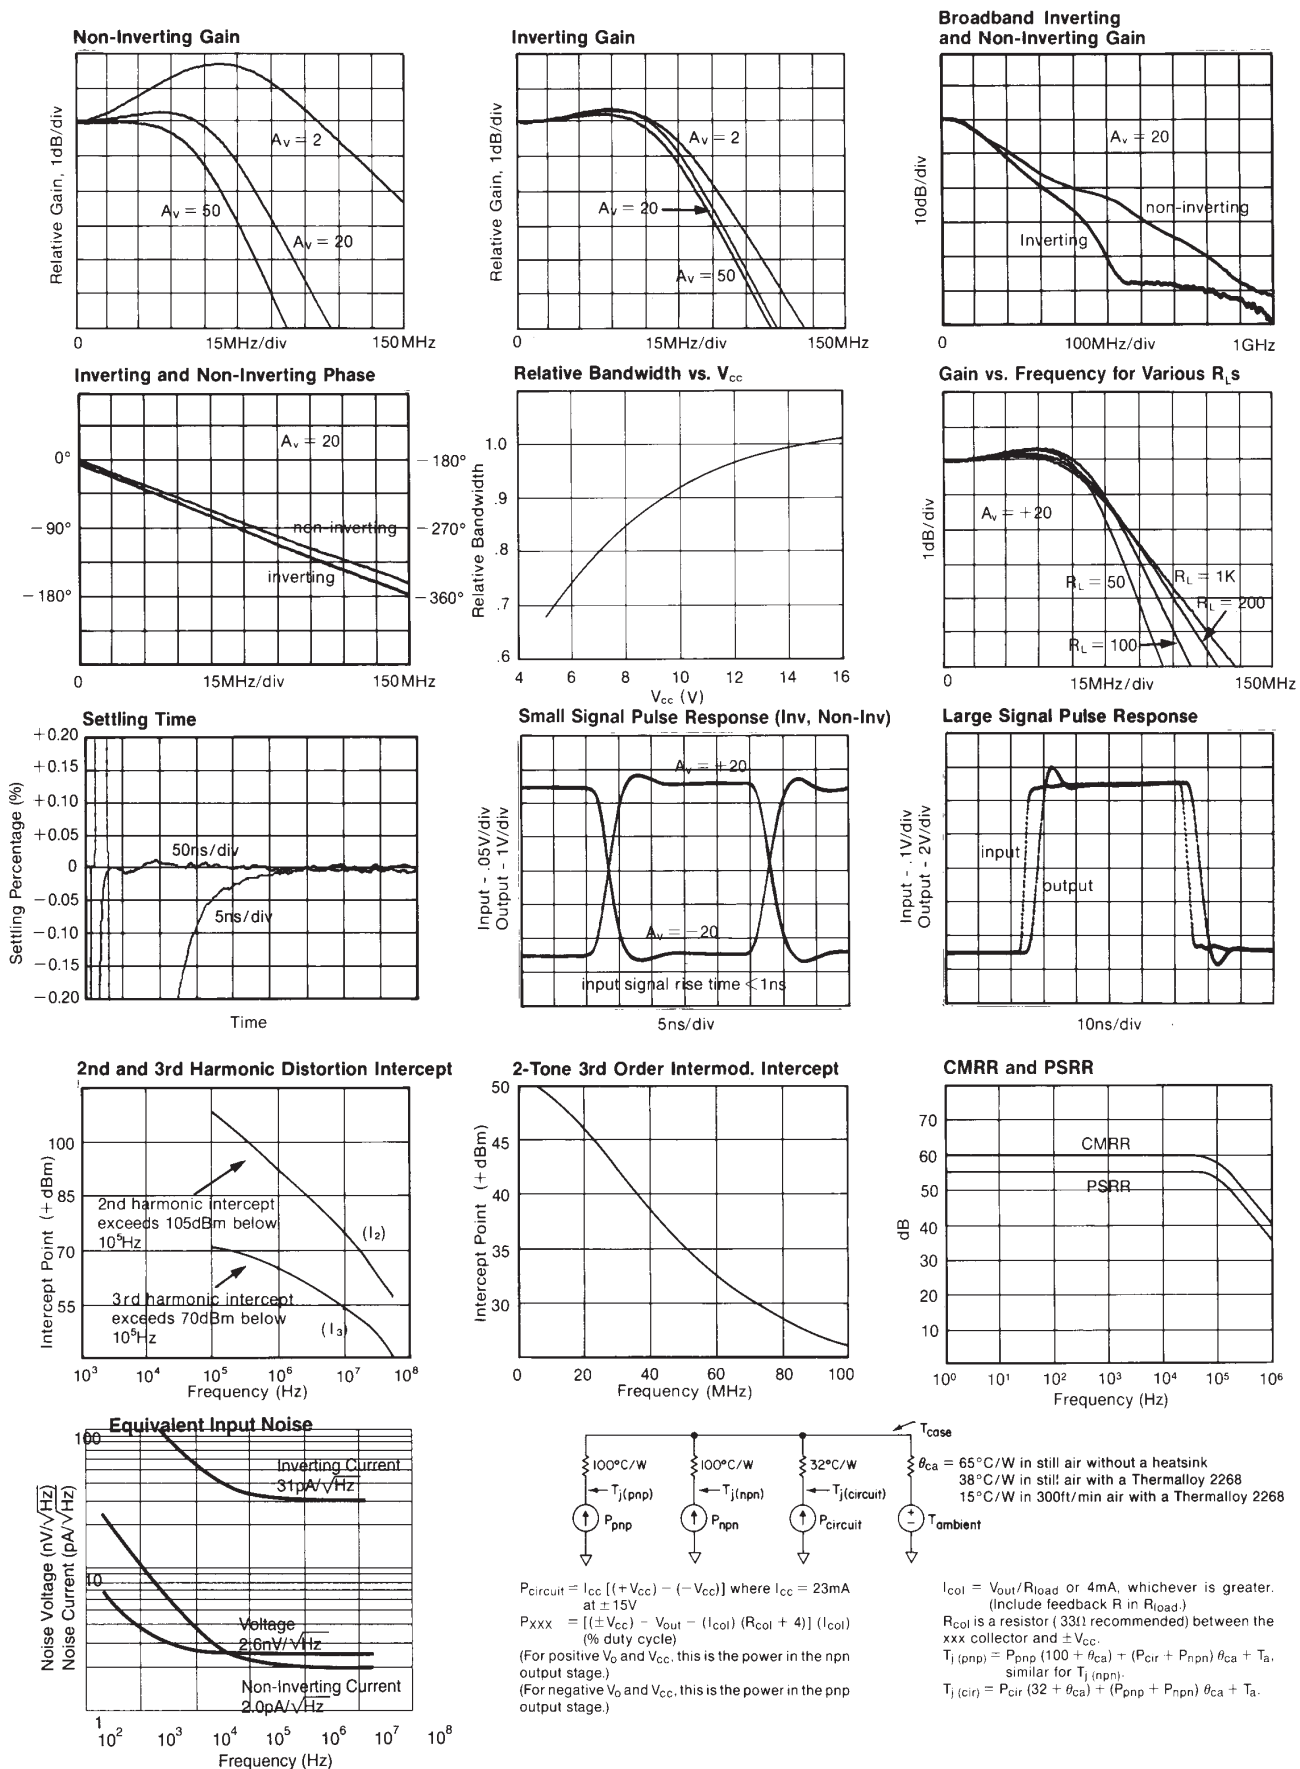 Non-Inverting Gain
Relative Gain, 1dB/div
Av = 2
Av = 50
Av = 20
0
15MHz/div
150MHz
Inverting Gain
Relative Gain, 1dB/div
Av = 2
Av = 20
Av = 50
0
15MHz/div
150MHz
Broadband Inverting
and Non-Inverting Gain
10dB/div
Av = 20
non-inverting
Inverting
0
100MHz/div
1GHz
Inverting and Non-Inverting Phase
Av = 20
0°
−90°
−180°
−180°
−270°
−360°
non-inverting
inverting
0
15MHz/div
150MHz
Relative Bandwidth vs. Vcc
Relative Bandwidth
1.0
.9
.8
.7
.6
4 6 8 10 12 14 16
Vcc (V)
Gain vs. Frequency for Various RLs
1dB/div
Av = +20
RL = 50
RL = 1K
RL = 200
RL = 100
0
15MHz/div
150MHz
Settling Time
Settling Percentage (%)
+0.20
+0.15
+0.10
+0.05
0
−0.05
−0.10
−0.15
−0.20
50ns/div
5ns/div
Time
Small Signal Pulse Response (Inv, Non-Inv)
Input - .05V/div
Output - 1V/div
Av = +20
Av = −20
input signal rise time <1ns
5ns/div
Large Signal Pulse Response
Input - .1V/div
Output - 2V/div
input
output
10ns/div
2nd and 3rd Harmonic Distortion Intercept
Intercept Point (+dBm)
100
85
70
55
2nd harmonic intercept
exceeds 105dBm below
10⁵Hz
(I₂)
3rd harmonic intercept
exceeds 70dBm below
10⁵Hz
(I₃)
10³ 10⁴ 10⁵ 10⁶ 10⁷ 10⁸
Frequency (Hz)
2-Tone 3rd Order Intermod. Intercept
Intercept Point (+dBm)
50
45
40
35
30
0 20 40 60 80 100
Frequency (MHz)
CMRR and PSRR
dB
70
60
50
40
30
20
10
CMRR
PSRR
10⁰ 10¹ 10² 10³ 10⁴ 10⁵ 10⁶
Frequency (Hz)
Equivalent Input Noise
Noise Voltage (nV/√Hz)
Noise Current (pA/√Hz)
100
10
1
Inverting Current
31pA/√Hz
Voltage
2.6nV/√Hz
Non-Inverting Current
2.0pA/√Hz
10² 10³ 10⁴ 10⁵ 10⁶ 10⁷ 10⁸
Frequency (Hz)
Tcase
100°C/W
100°C/W
32°C/W
Tj(pnp)
Tj(npn)
Tj(circuit)
Ppnp
Pnpn
Pcircuit
Tambient
θca = 65°C/W in still air without a heatsink
38°C/W in still air with a Thermalloy 2268
15°C/W in 300ft/min air with a Thermalloy 2268
Pcircuit = Icc [(+Vcc) − (−Vcc)] where Icc = 23mA
at ±15V
Pxxx = [(±Vcc) − Vout − (Icol) (Rcol + 4)] (Icol)
(% duty cycle)
(For positive Vo and Vcc, this is the power in the npn
output stage.)
(For negative Vo and Vcc, this is the power in the pnp
output stage.)
Icol = Vout/Rload or 4mA, whichever is greater.
(Include feedback R in Rload.)
Rcol is a resistor (33Ω recommended) between the
xxx collector and ±Vcc.
Tj (pnp) = Ppnp (100 + θca) + (Pcir + Pnpn) θca + Ta,
similar for Tj (npn).
Tj (cir) = Pcir (32 + θca) + (Ppnp + Pnpn) θca + Ta.